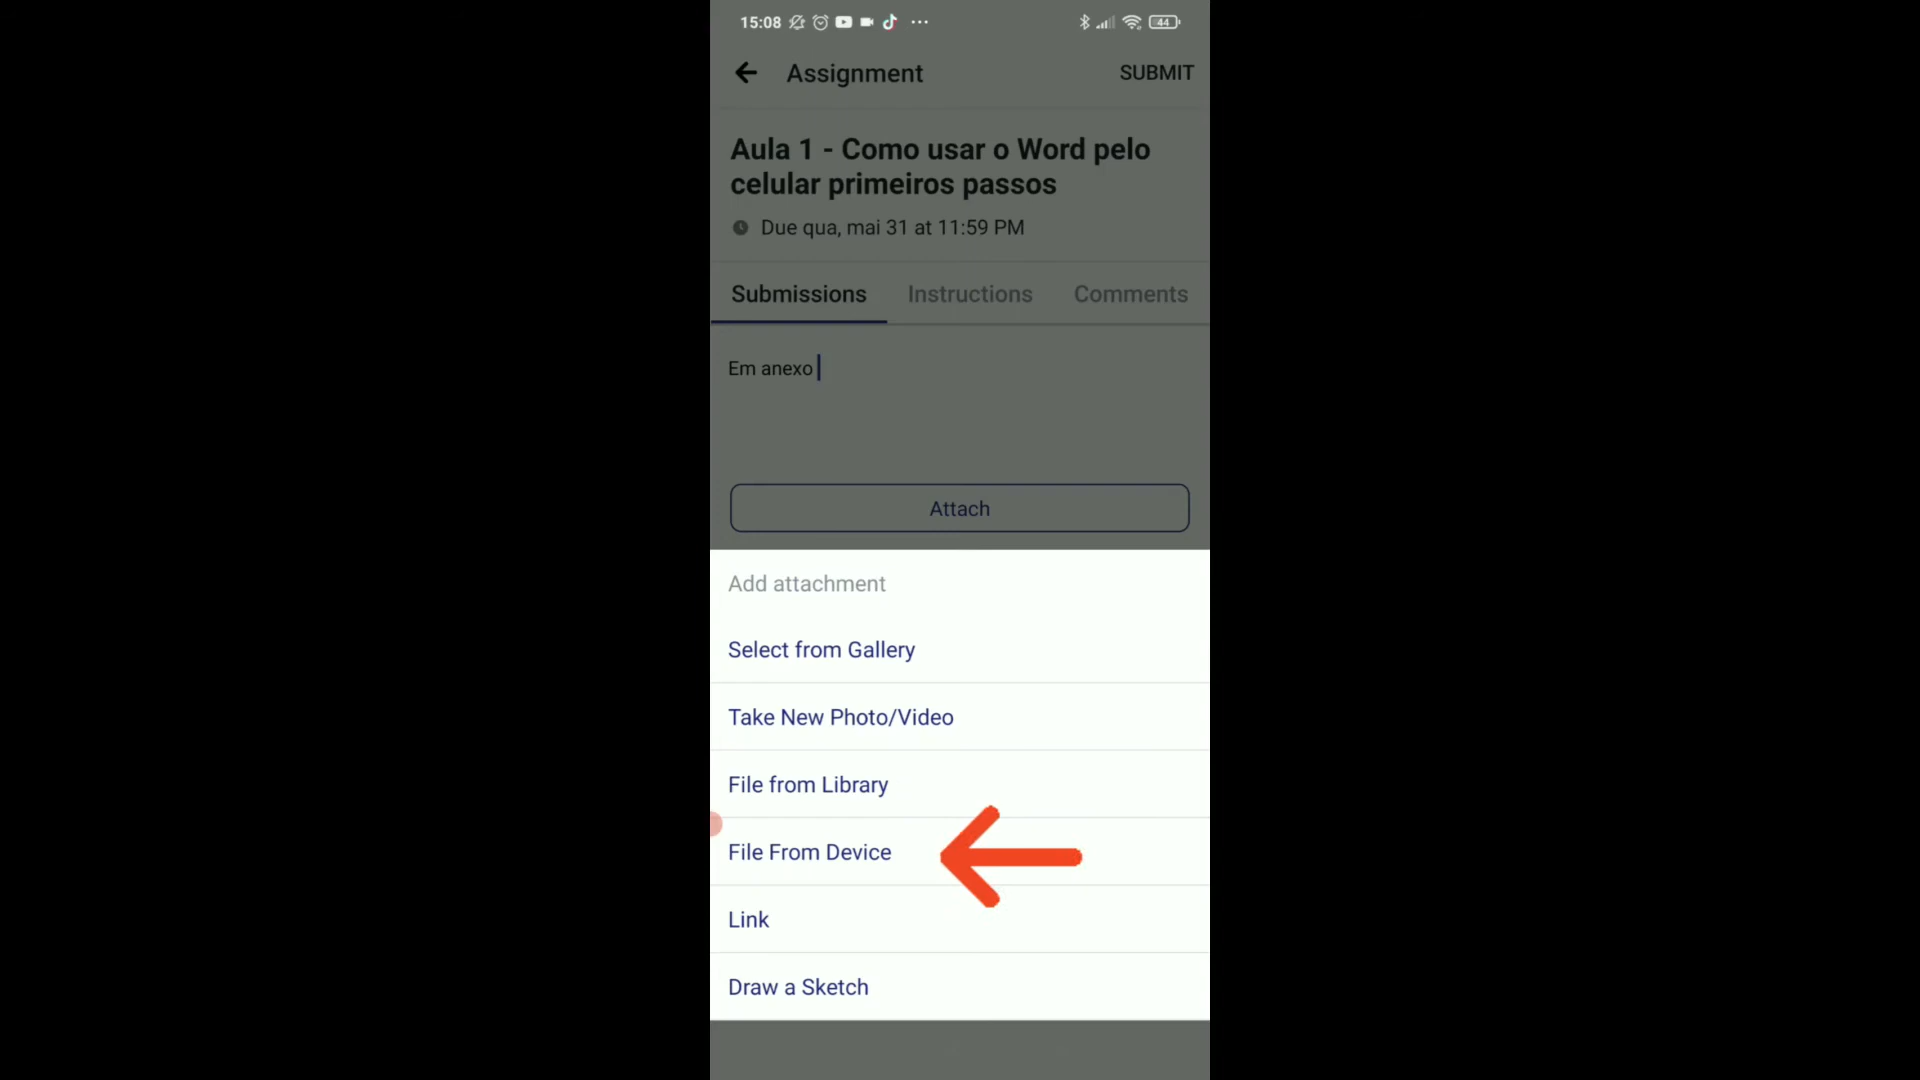 15:08
44
Assignment
SUBMIT
Aula 1 - Como usar o Word pelo
celular primeiros passos
Due qua, mai 31 at 11:59 PM
Submissions
Instructions
Comments
Em anexo
Attach
Add attachment
Select from Gallery
Take New Photo/Video
File from Library
File From Device
Link
Draw a Sketch